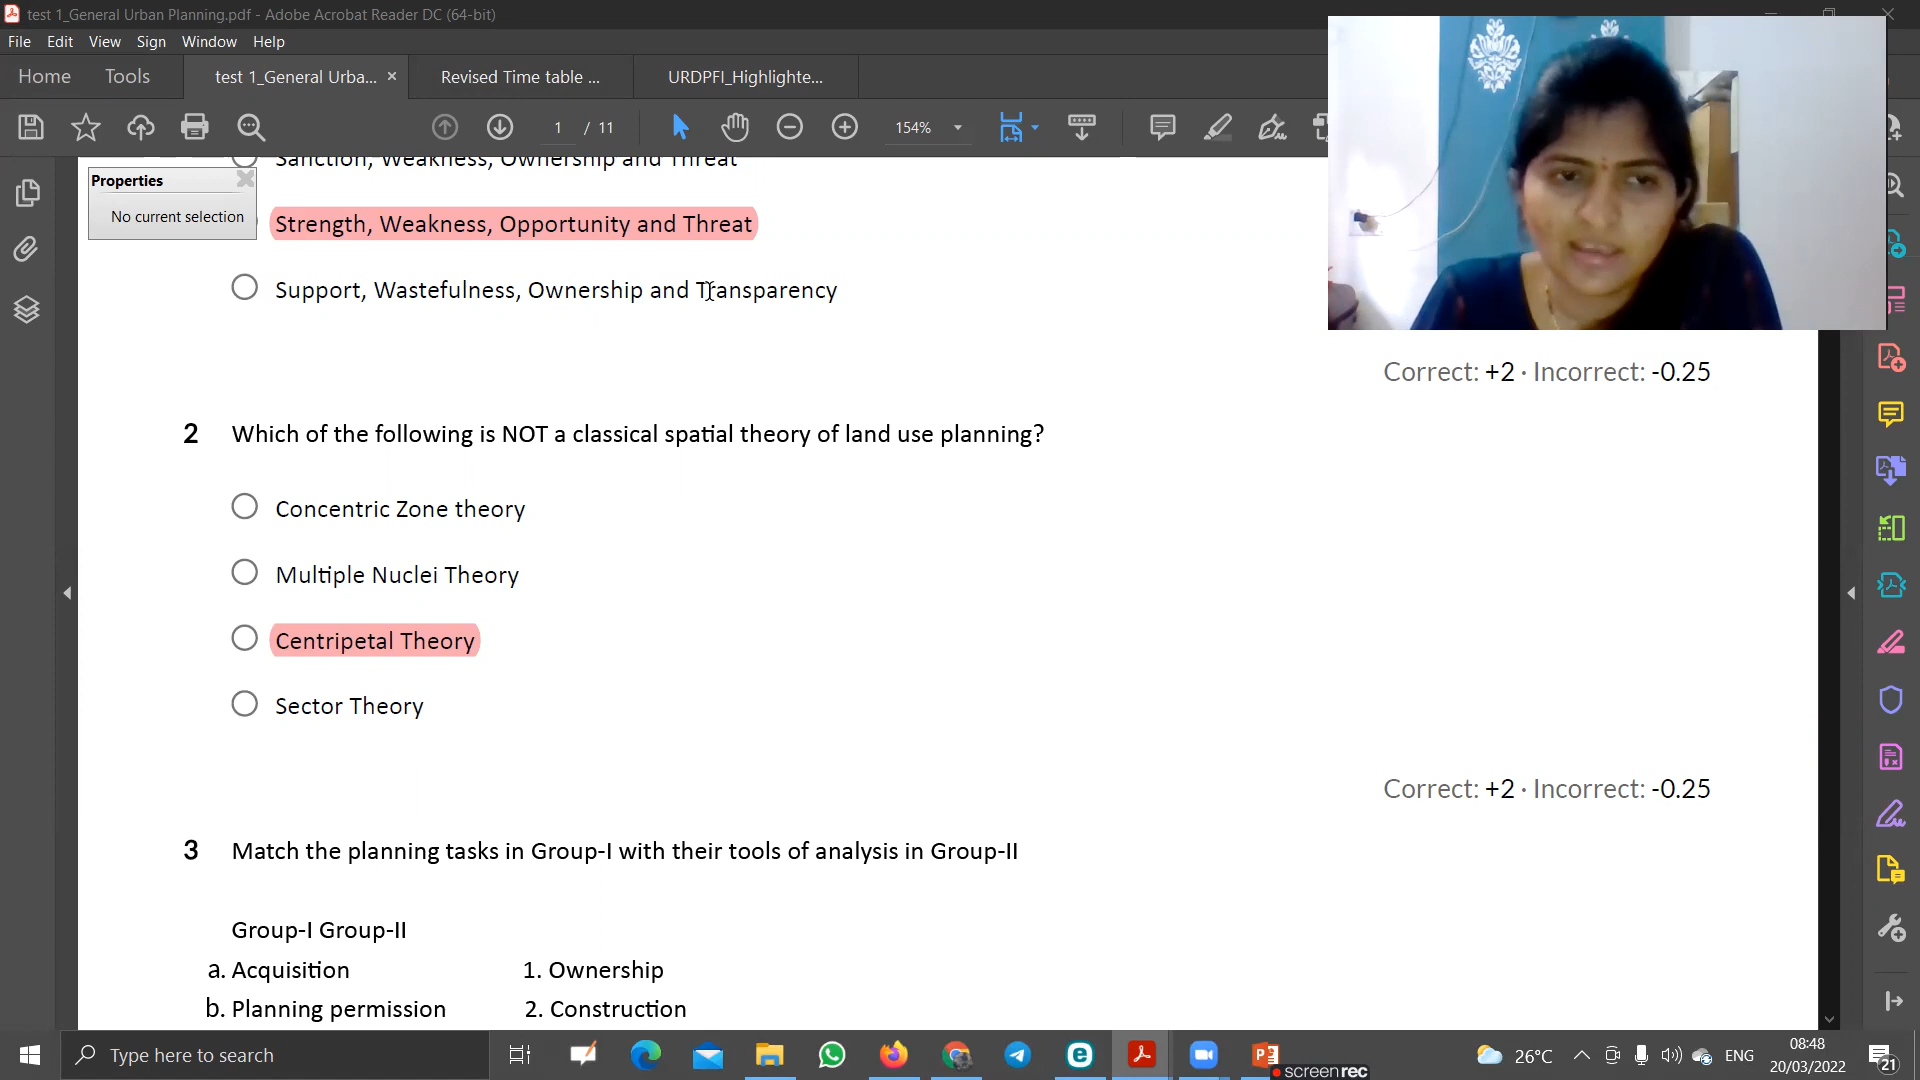 test 1_General Urban Planning.pdf - Adobe Acrobat Reader DC (64-bit)
File Edit View Sign Window Help
Home Tools test 1_General Urba... × Revised Time table ... URDPFI_Highlighte...
1 / 11 154%
Sanction, Weakness, Ownership and Threat
Properties
No current selection
Strength, Weakness, Opportunity and Threat
Support, Wastefulness, Ownership and Transparency
Correct: +2 · Incorrect: -0.25
2 Which of the following is NOT a classical spatial theory of land use planning?
Concentric Zone theory
Multiple Nuclei Theory
Centripetal Theory
Sector Theory
Correct: +2 · Incorrect: -0.25
3 Match the planning tasks in Group-I with their tools of analysis in Group-II
Group-I Group-II
a. Acquisition 1. Ownership
b. Planning permission 2. Construction
Type here to search
26°C ENG
08:48
20/03/2022
21
screenrec